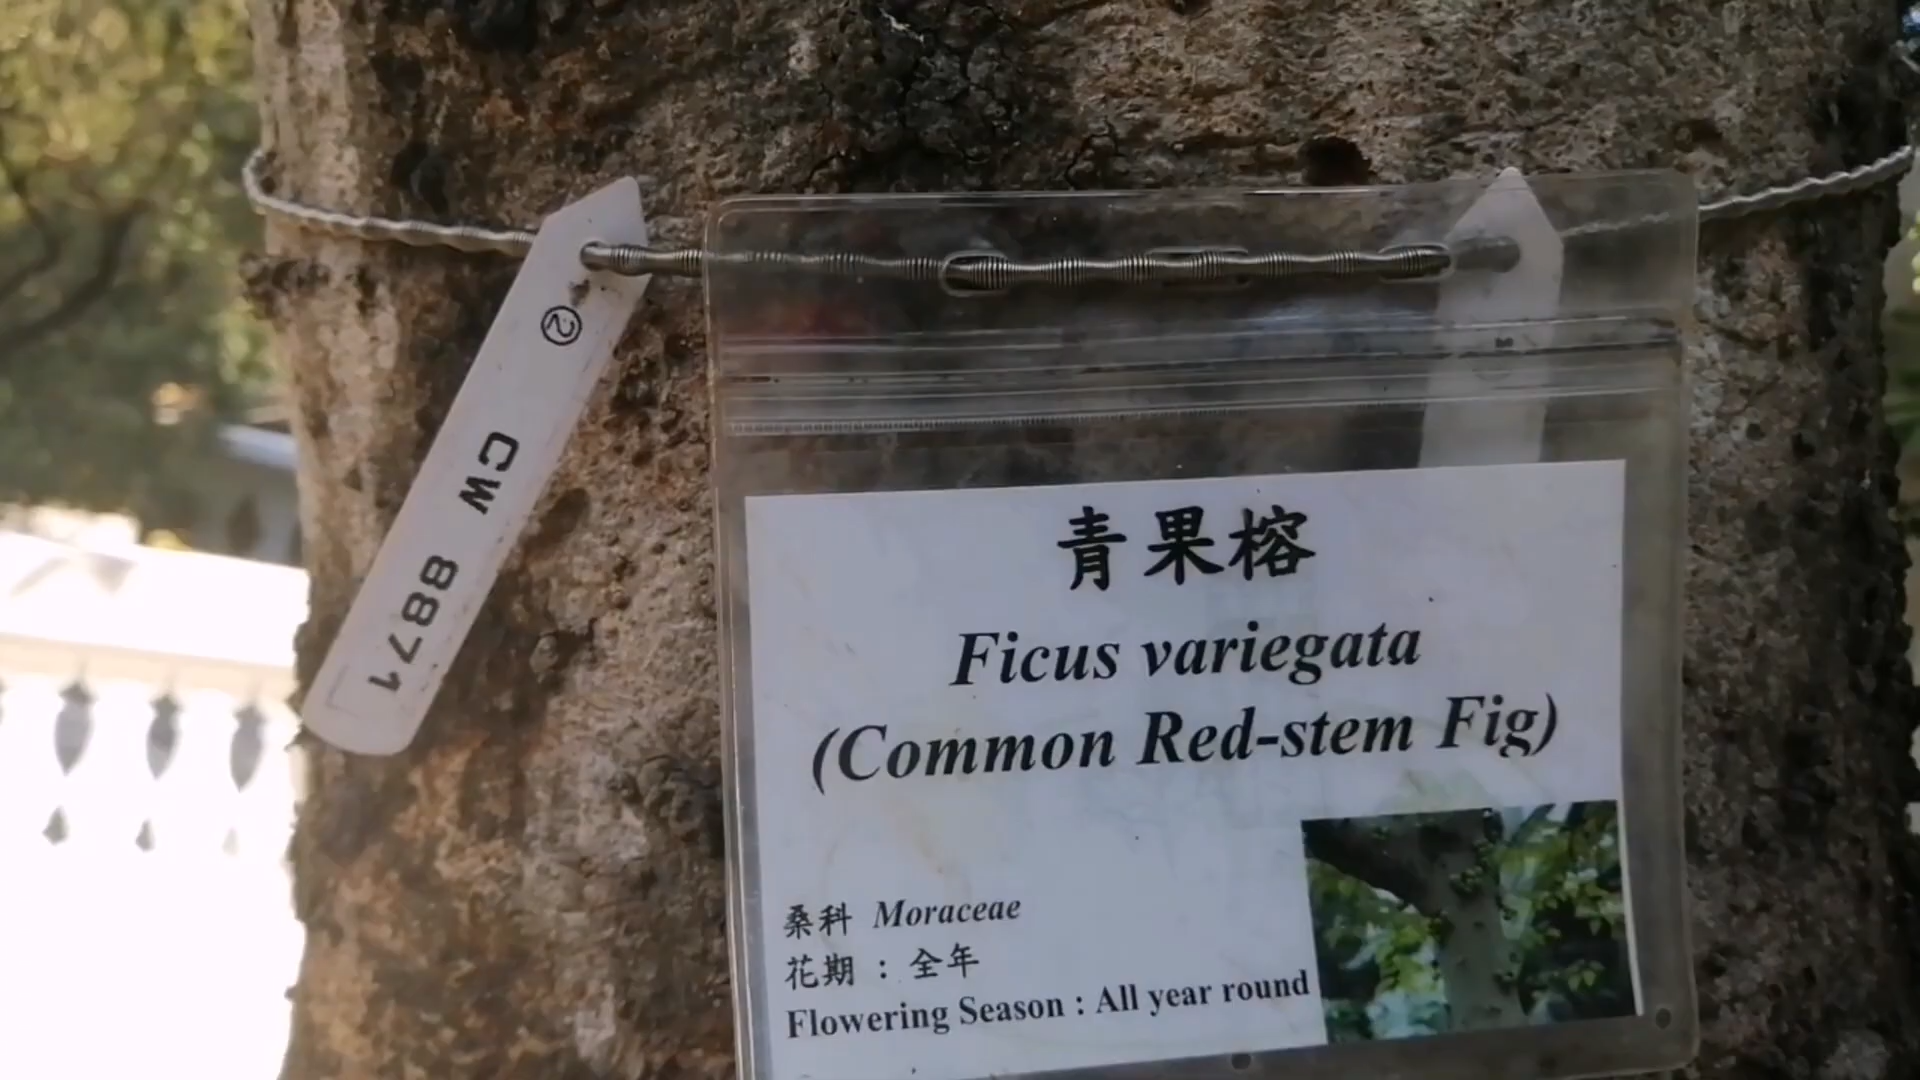 ②
CW 8871
青果榕
Ficus variegata
(Common Red-stem Fig)
桑科 Moraceae
花期 : 全年
Flowering Season : All year round